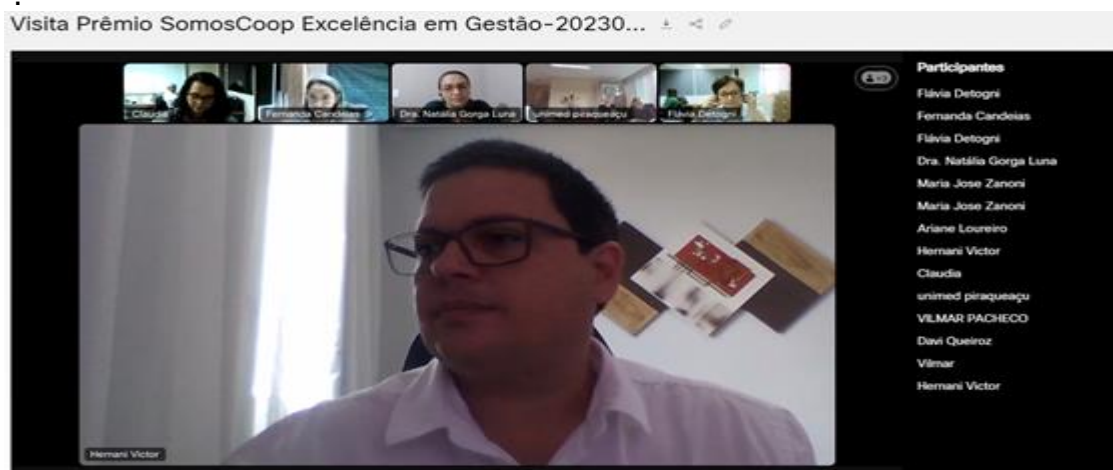 Visita Prêmio SomosCoop Excelência em Gestão-20230...
Claudia
Fernanda Candeias
Dra. Natália Gorga Luna
unimed piraqueaçu
Flávia Detogni
Hernani Victor
Participantes
Flávia Detogni
Fernanda Candeias
Flávia Detogni
Dra. Natália Gorga Luna
Maria Jose Zanoni
Maria Jose Zanoni
Ariane Loureiro
Hernani Victor
Claudia
unimed piraqueaçu
VILMAR PACHECO
Davi Queiroz
Vilmar
Hernani Victor